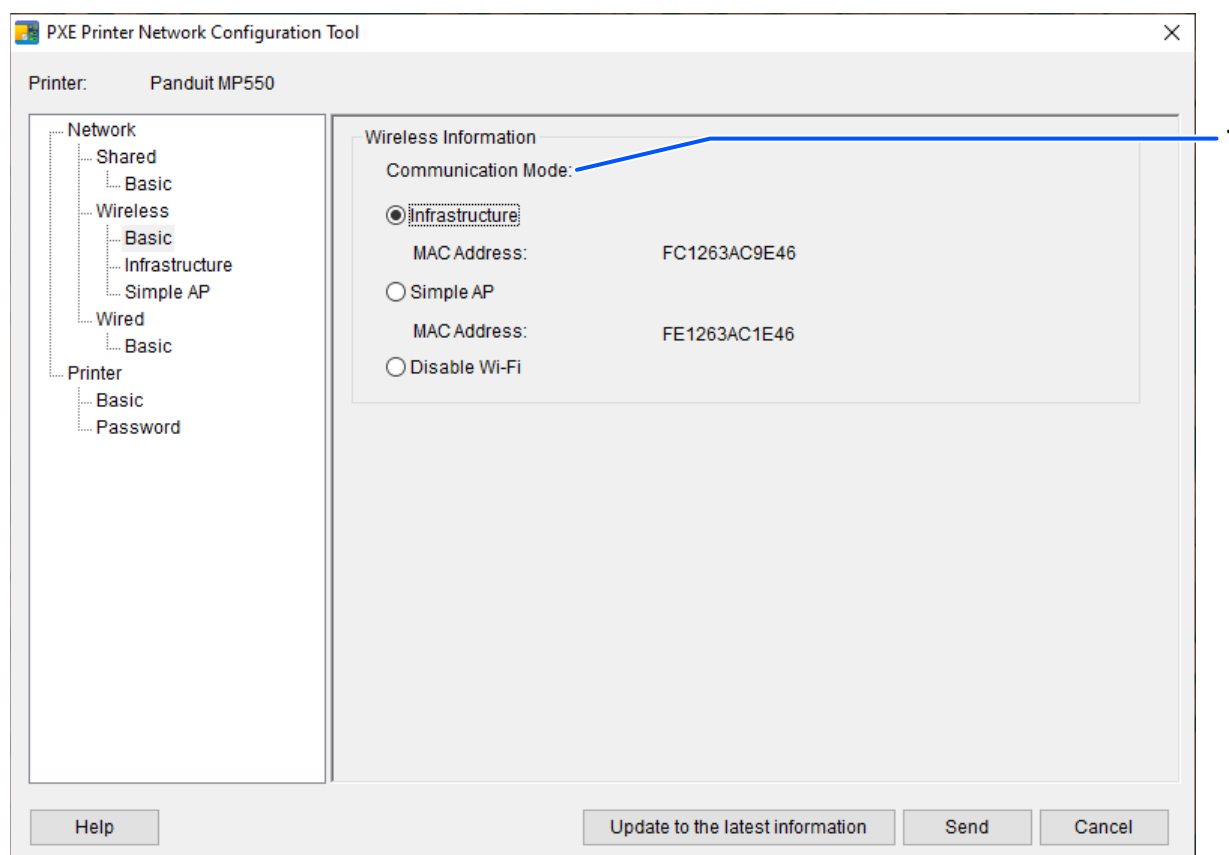 PXE Printer Network Configuration Tool
Printer: Panduit MP550
Network
Shared
Basic
Wireless
Basic
Infrastructure
Simple AP
Wired
Basic
Printer
Basic
Password
Wireless Information
Communication Mode:
Infrastructure
MAC Address: FC1263AC9E46
Simple AP
MAC Address: FE1263AC1E46
Disable Wi-Fi
Help Update to the latest information Send Cancel